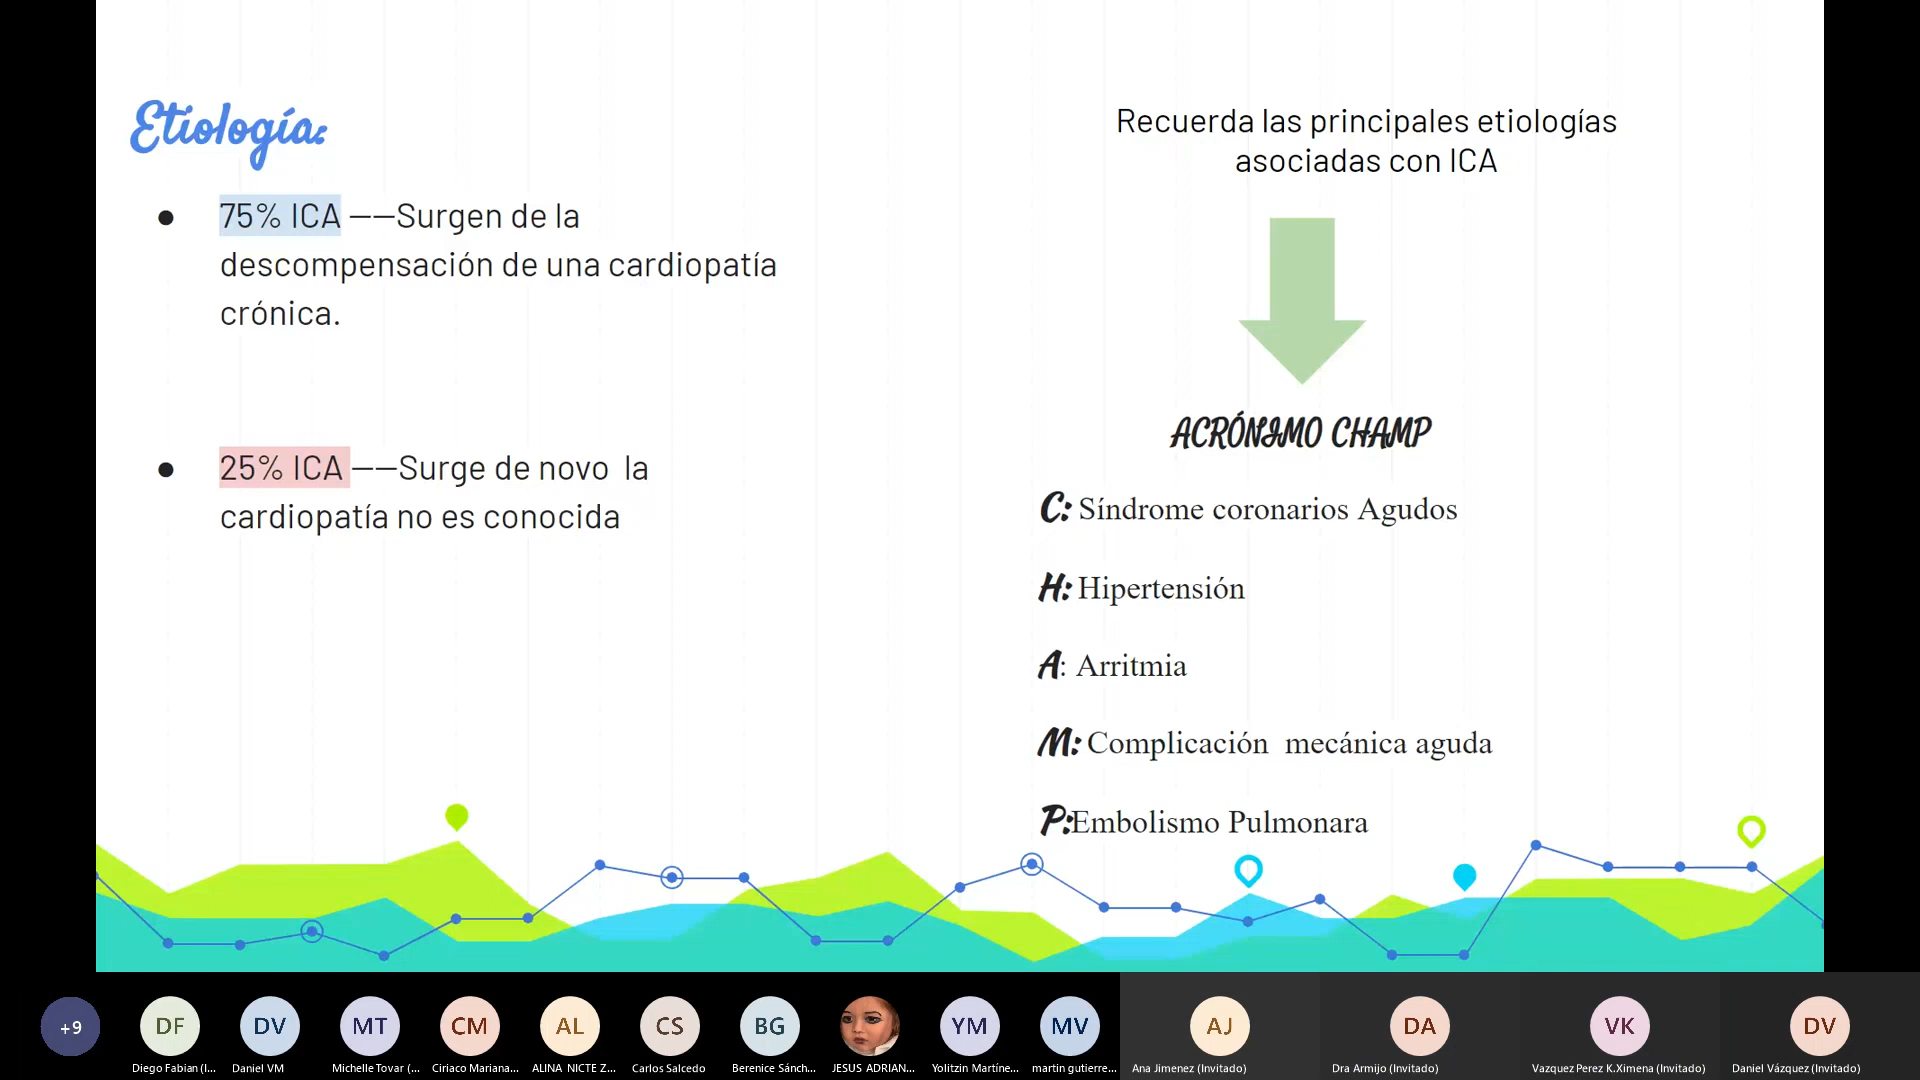 Etiología:
● 75% ICA ——Surgen de la
descompensación de una cardiopatía
crónica.
● 25% ICA ——Surge de novo  la
cardiopatía no es conocida
Recuerda las principales etiologías
asociadas con ICA
ACRÓNIMO CHAMP
C: Síndrome coronarios Agudos
H: Hipertensión
A: Arritmia
M: Complicación  mecánica aguda
P:Embolismo Pulmonara
+9
DF
DV
MT
CM
AL
CS
BG
YM
MV
AJ
DA
VK
DV
Diego Fabian (I...
Daniel VM
Michelle Tovar (...
Ciriaco Mariana...
ALINA NICTE Z...
Carlos Salcedo
Berenice Sánch...
JESUS ADRIAN...
Yolitzin Martíne...
martin gutierre...
Ana Jimenez (Invitado)
Dra Armijo (Invitado)
Vazquez Perez K.Ximena (Invitado)
Daniel Vázquez (Invitado)